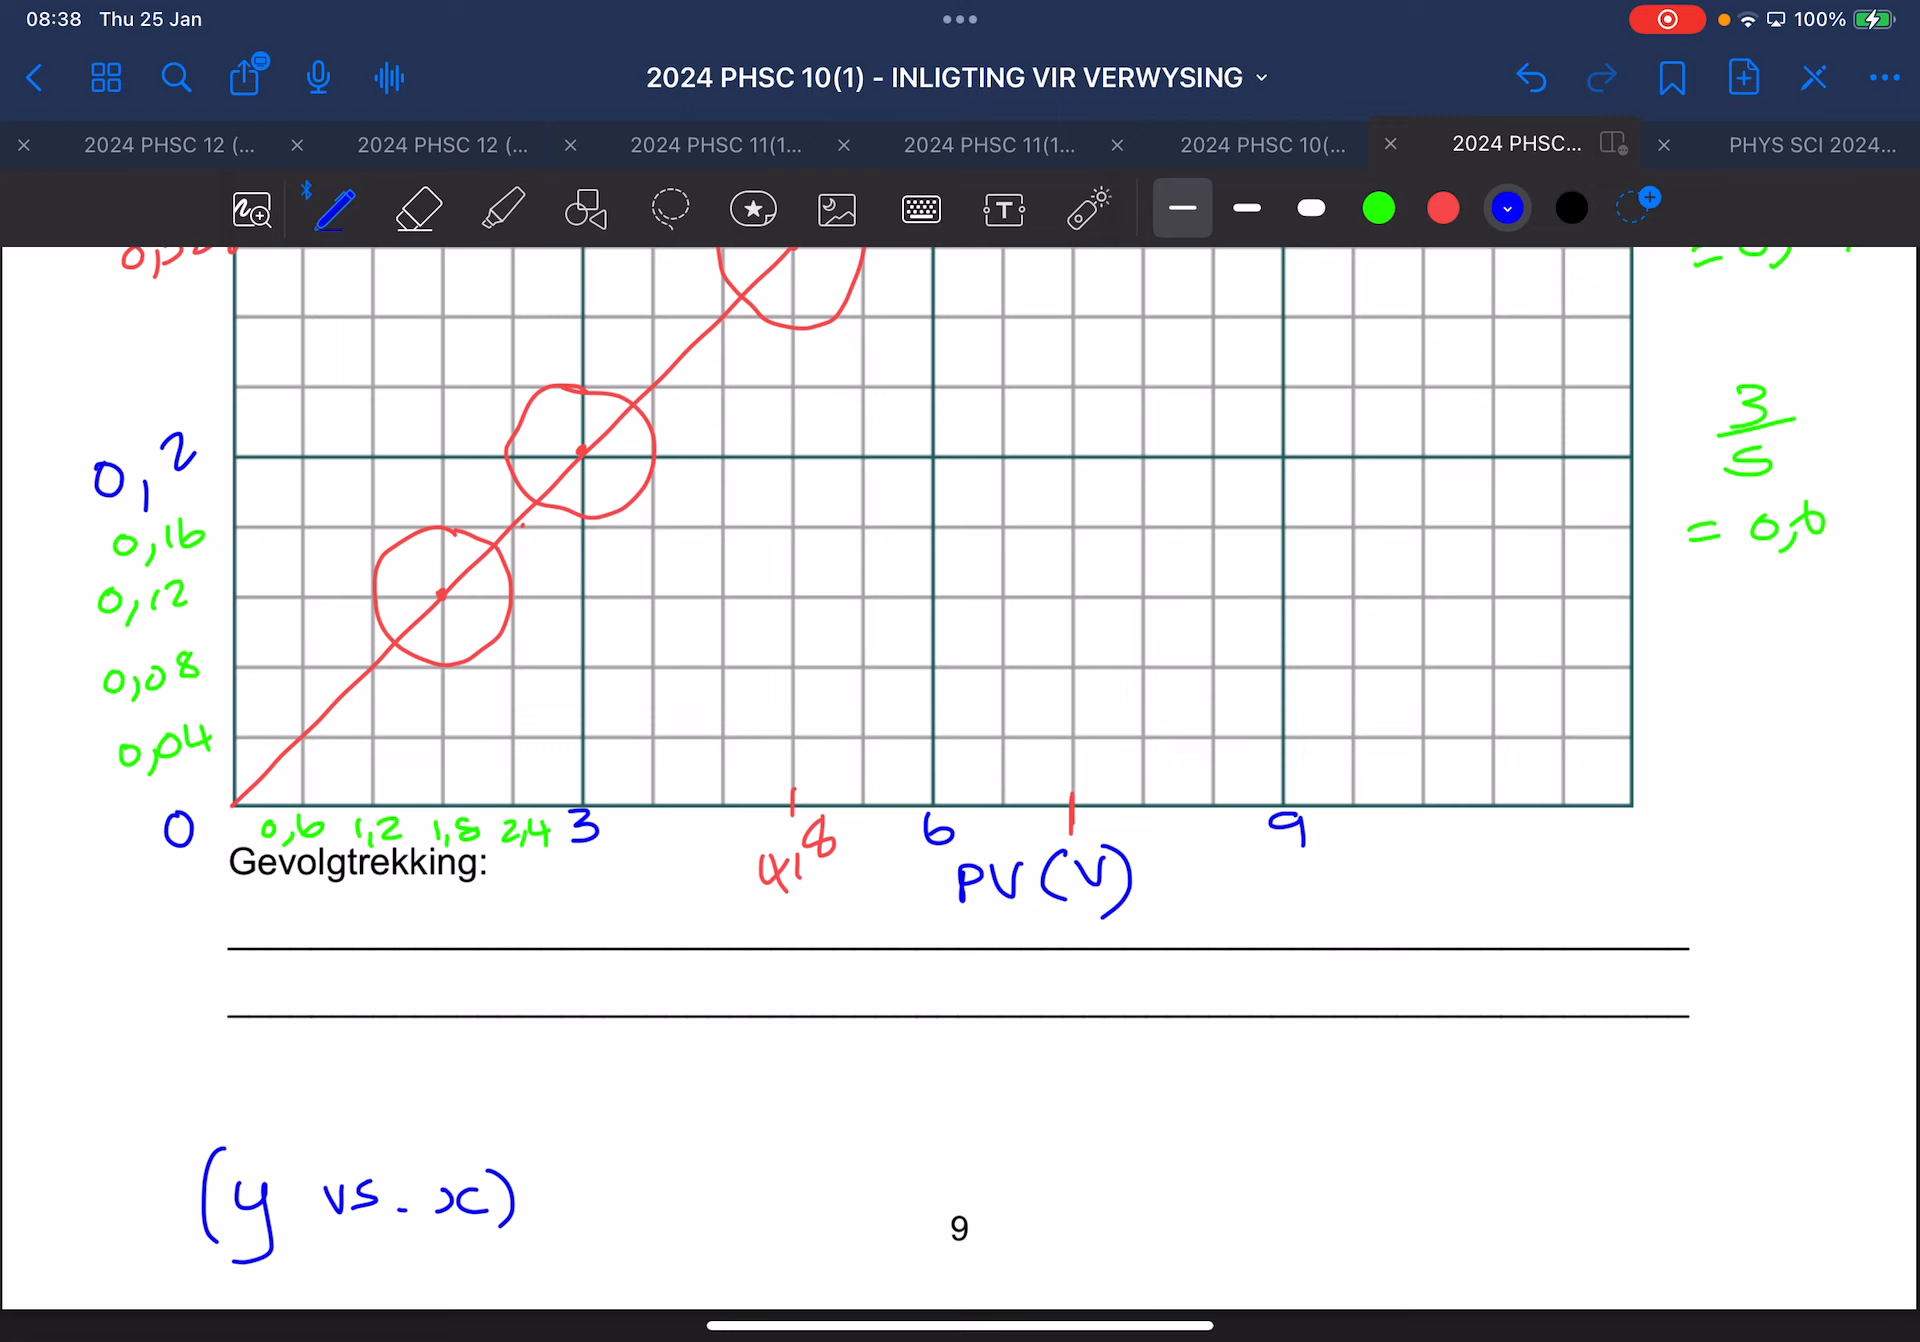 08:38 Thu 25 Jan
100%
2024 PHSC 10(1) - INLIGTING VIR VERWYSING
2024 PHSC 12 (...
2024 PHSC 12 (...
2024 PHSC 11(1...
2024 PHSC 11(1...
2024 PHSC 10(...
2024 PHSC...
PHYS SCI 2024...
T
3
5
= 0,6
0,2
0,16
0,12
0,08
0,04
0
0,6 1,2 1,8 2,4 3 4,8 6 9
PV (V)
Gevolgtrekking:
(y vs. x)
9